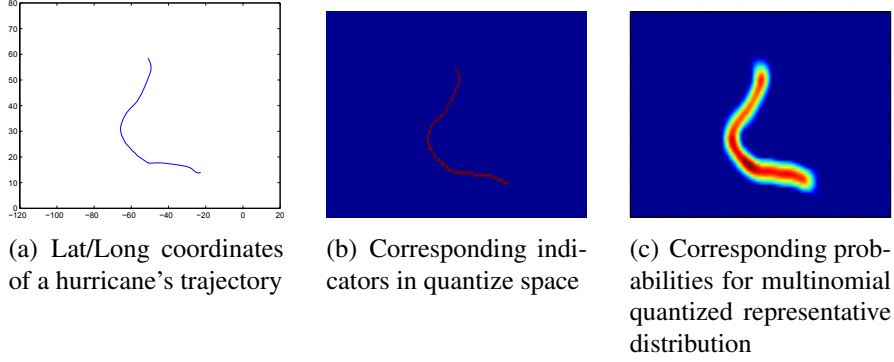 80
70
60
50
40
30
20
10
0
−120 −100 −80 −60 −40 −20 0 20
(a) Lat/Long coordinates
of a hurricane's trajectory
(b) Corresponding indi-
cators in quantize space
(c) Corresponding prob-
abilities for multinomial
quantized representative
distribution